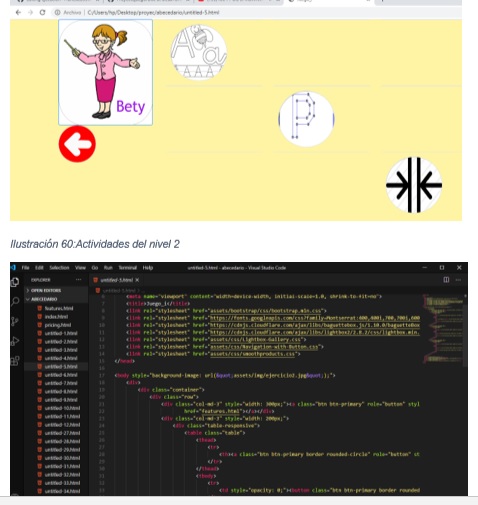 Archivo | C:/Users/hp/Desktop/proyec/abecedario/untitled-5.html
Aa
Bety
P
Ilustración 60:Actividades del nivel 2
File Edit Selection View Go Run Terminal Help untitled-5.html - abecedario - Visual Studio Code
EXPLORER
untitled-5.html
OPEN EDITORS
ABECEDARIO
features.html
index.html
pricing.html
untitled-1.html
untitled-2.html
untitled-3.html
untitled-4.html
untitled-5.html
untitled-6.html
untitled-7.html
untitled-8.html
untitled-9.html
untitled-10.html
untitled-11.html
untitled-12.html
untitled-27.html
untitled-28.html
untitled-29.html
untitled-30.html
untitled-31.html
untitled-32.html
untitled-33.html
untitled-34.html
<meta name="viewport" content="width=device-width, initial-scale=1.0, shrink-to-fit=no">
<title>Juego_1</title>
<link rel="stylesheet" href="assets/bootstrap/css/bootstrap.min.css">
<link rel="stylesheet" href="https://fonts.googleapis.com/css?family=Montserrat:400,400i,700,700i,600
<link rel="stylesheet" href="https://cdnjs.cloudflare.com/ajax/libs/baguettebox.js/1.10.0/baguetteBox
<link rel="stylesheet" href="https://cdnjs.cloudflare.com/ajax/libs/lightbox2/2.8.2/css/lightbox.min.
<link rel="stylesheet" href="assets/css/Lightbox-Gallery.css">
<link rel="stylesheet" href="assets/css/Navigation-with-Button.css">
<link rel="stylesheet" href="assets/css/smoothproducts.css">
</head>
<body style="background-image: url(&quot;assets/img/ejercicio2.jpg&quot;);">
<div>
<div class="container">
<div class="row">
<div class="col-md-3" style="width: 300px;"><a class="btn btn-primary" role="button" styl
href="features.html"></a></div>
<div class="col-md-3" style="width: 200px;">
<div class="table-responsive">
<table class="table">
<thead>
<tr>
<th><a class="btn btn-primary border rounded-circle" role="button" st
</tr>
</thead>
<tbody>
<tr>
<td style="opacity: 0;"><button class="btn btn-primary border rounded